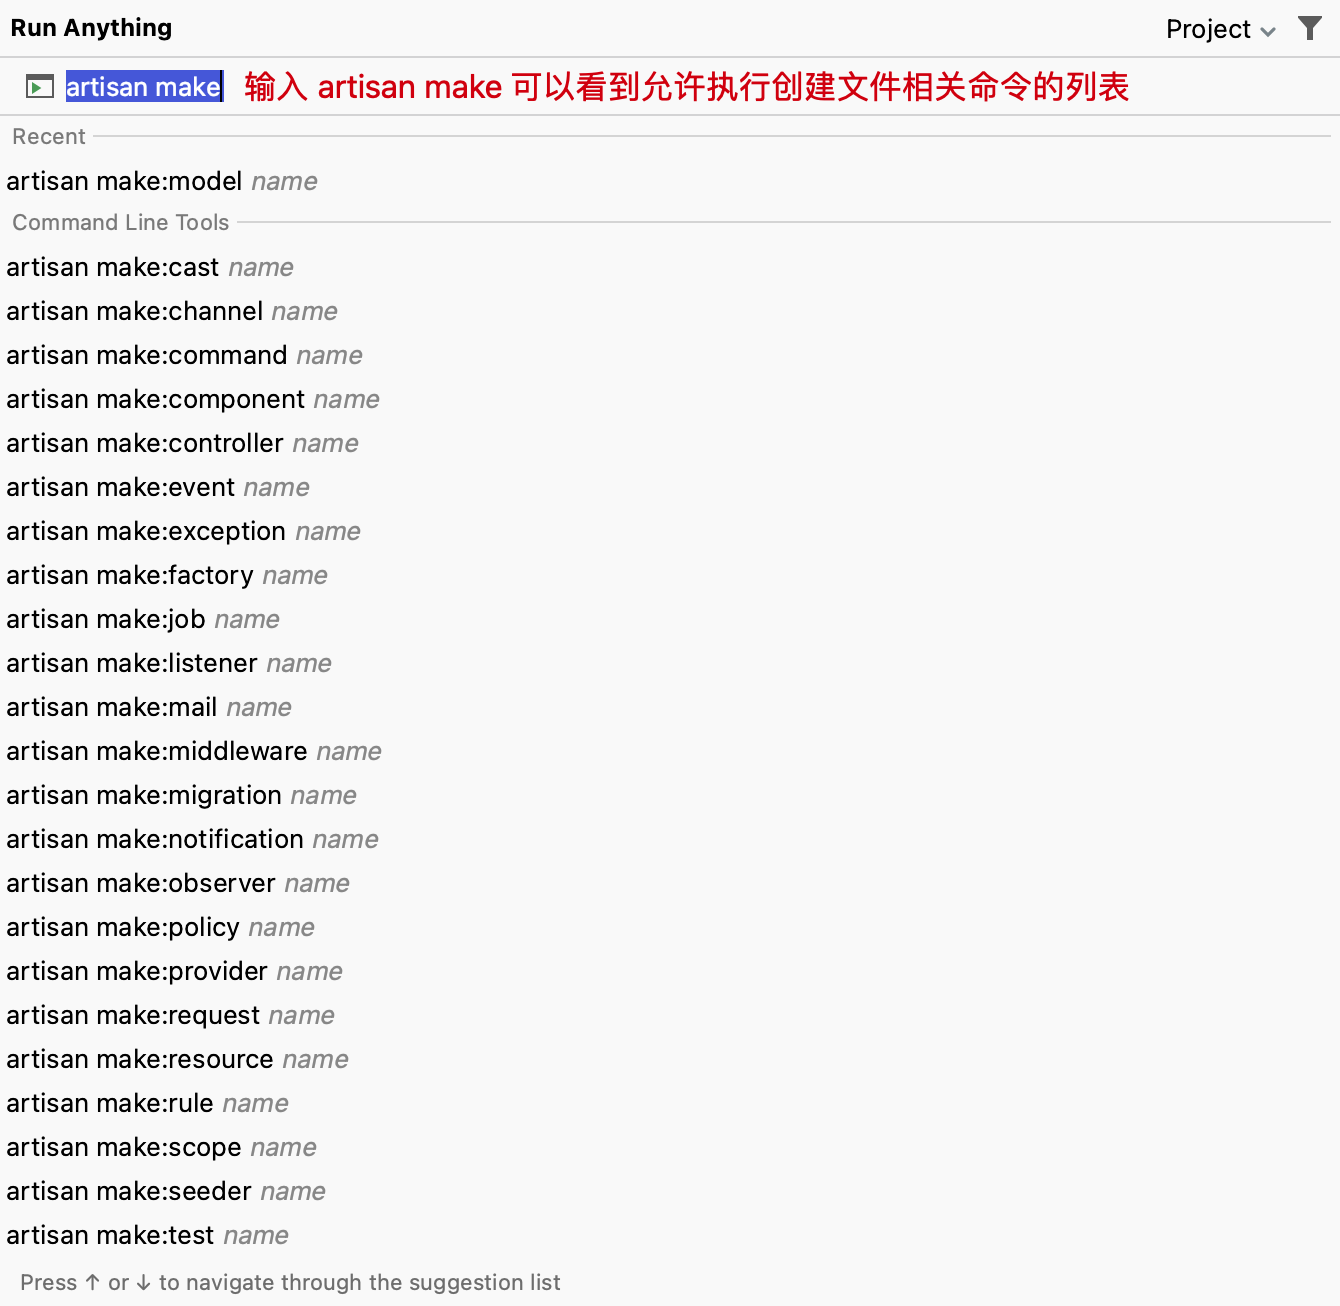 Run Anything Project
artisan make 输入 artisan make 可以看到允许执行创建文件相关命令的列表
Recent
artisan make:model name
Command Line Tools
artisan make:cast name
artisan make:channel name
artisan make:command name
artisan make:component name
artisan make:controller name
artisan make:event name
artisan make:exception name
artisan make:factory name
artisan make:job name
artisan make:listener name
artisan make:mail name
artisan make:middleware name
artisan make:migration name
artisan make:notification name
artisan make:observer name
artisan make:policy name
artisan make:provider name
artisan make:request name
artisan make:resource name
artisan make:rule name
artisan make:scope name
artisan make:seeder name
artisan make:test name
Press ↑ or ↓ to navigate through the suggestion list